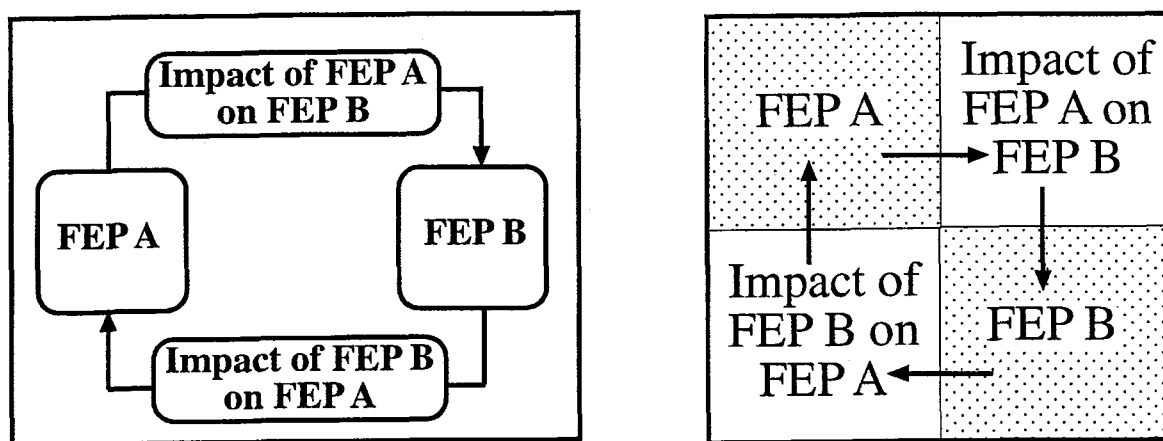 Impact of FEP A
on FEP B
FEP A
FEP B
Impact of FEP B
on FEP A
FEP A
Impact of
FEP A on
FEP B
Impact of
FEP B on
FEP A
FEP B